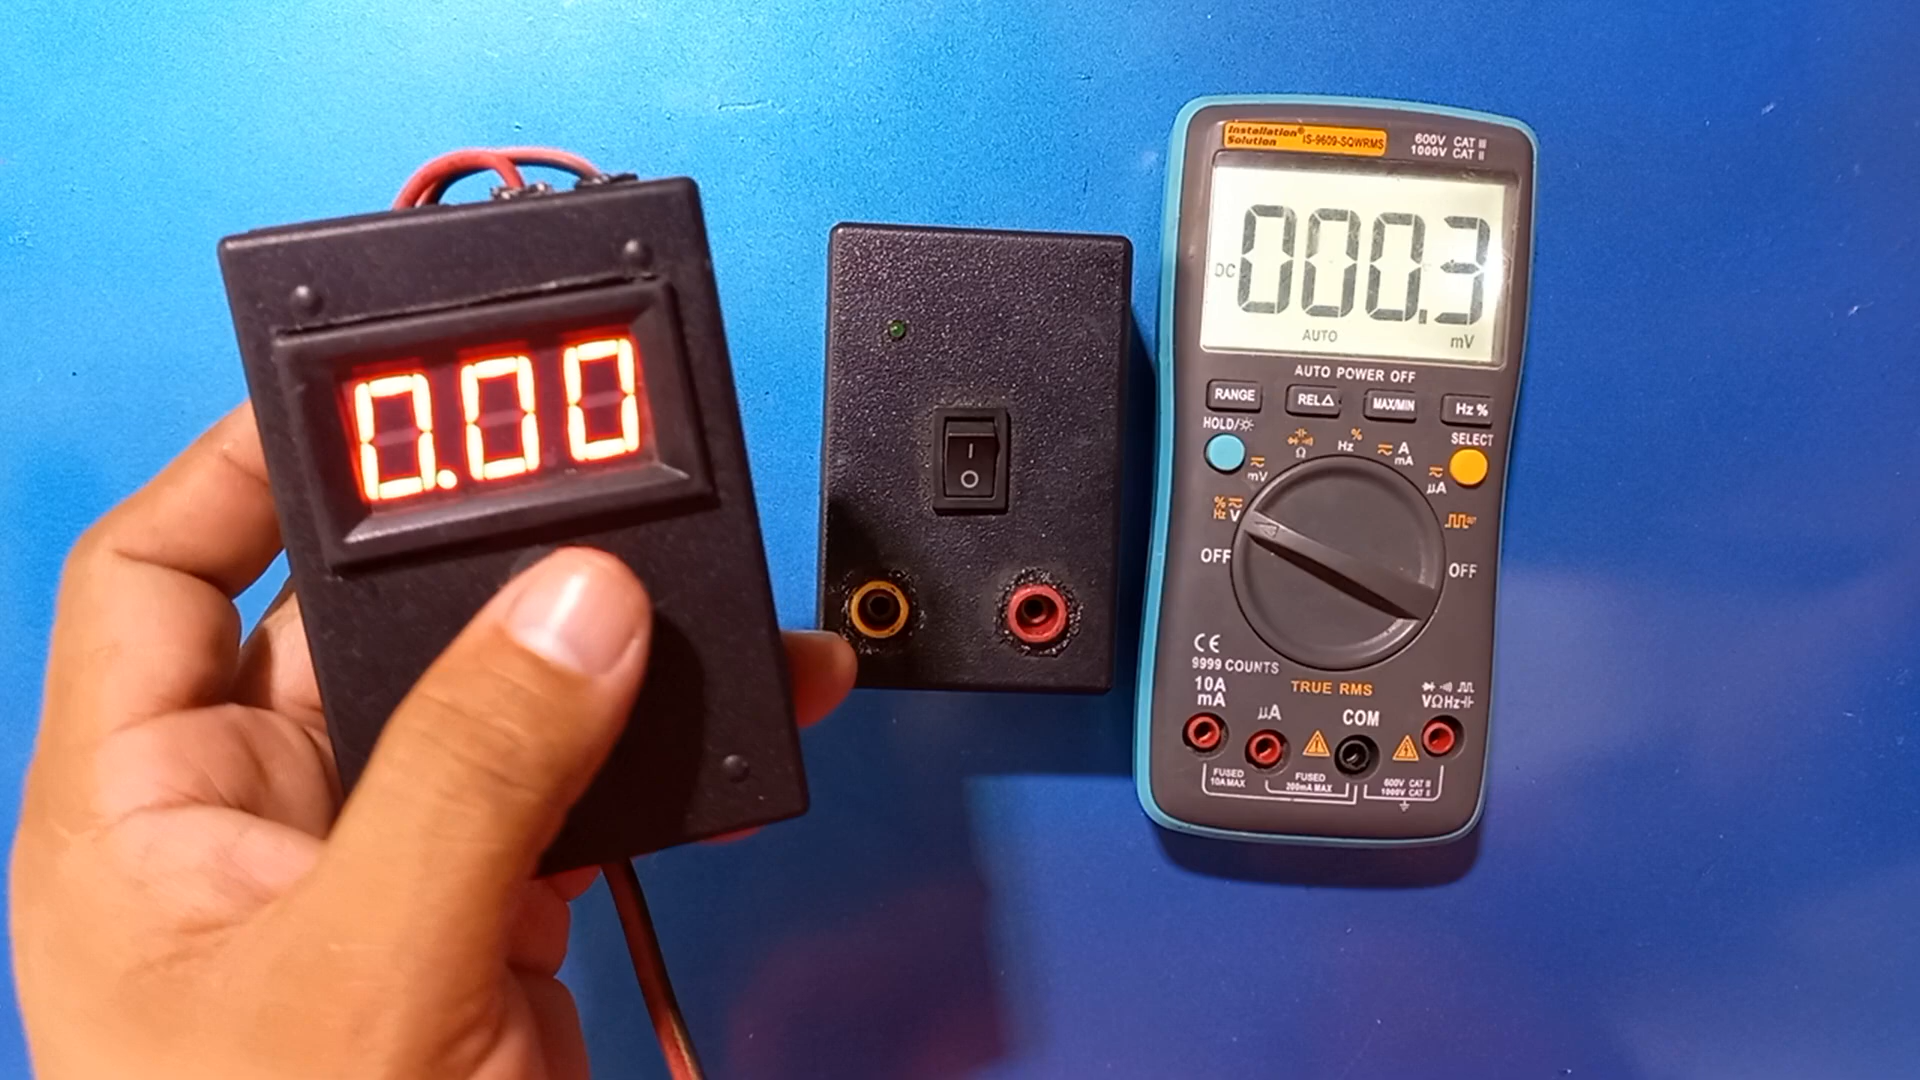 0.00
I
O
Installation®
Solution
IS-9609-SQWRMS
600V CAT III
1000V CAT II
DC
000.3
AUTO
mV
AUTO POWER OFF
RANGE
REL△
MAX/MIN
Hz %
HOLD/
SELECT
mV
Ω
Hz
%
A
mA
μA
%
Hz
V
OUT
OFF
OFF
CE
9999 COUNTS
TRUE RMS
10A
mA
μA
COM
VΩHz
FUSED
10A MAX
FUSED
200mA MAX
600V CAT III
1000V CAT II